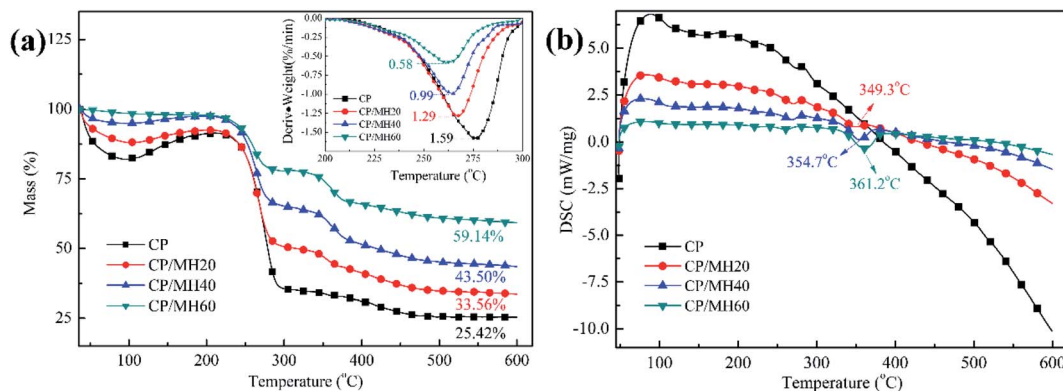 (a)
125
100
75
50
25
Mass (%)
0 100 200 300 400 500 600
Temperature (°C)
CP
CP/MH20
CP/MH40
CP/MH60
59.14%
43.50%
33.56%
25.42%
0.00
-0.25
-0.50
-0.75
-1.00
-1.25
-1.50
Deriv•Weight(%/min)
0.58
0.99
1.29
1.59
CP
CP/MH20
CP/MH40
CP/MH60
200 225 250 275 300
Temperature (°C)
(b)
5.0
2.5
0.0
-2.5
-5.0
-7.5
-10.0
DSC (mW/mg)
349.3°C
354.7°C
361.2°C
CP
CP/MH20
CP/MH40
CP/MH60
100 200 300 400 500 600
Temperature (°C)